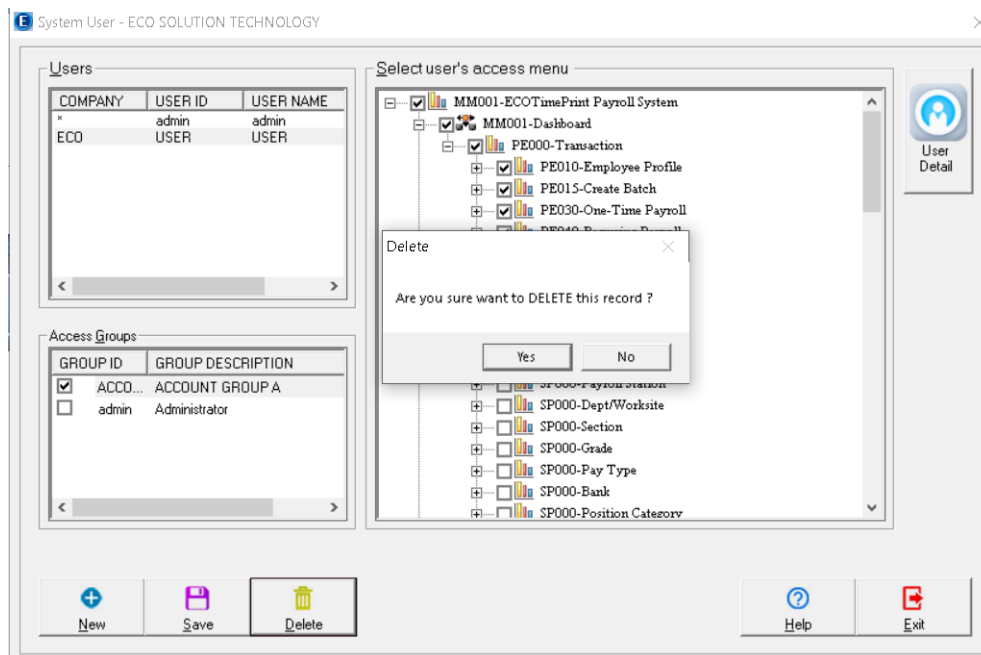 System User - ECO SOLUTION TECHNOLOGY
Users
COMPANY USER ID USER NAME
* admin admin
ECO USER USER
Access Groups
GROUP ID GROUP DESCRIPTION
ACCO... ACCOUNT GROUP A
admin Administrator
Select user's access menu
MM001-ECOTimePrint Payroll System
MM001-Dashboard
PE000-Transaction
PE010-Employee Profile
PE015-Create Batch
PE030-One-Time Payroll
Delete
Are you sure want to DELETE this record ?
Yes No
SP000-Payroll Station
SP000-Dept/Worksite
SP000-Section
SP000-Grade
SP000-Pay Type
SP000-Bank
SP000-Position Category
User
Detail
New Save Delete Help Exit